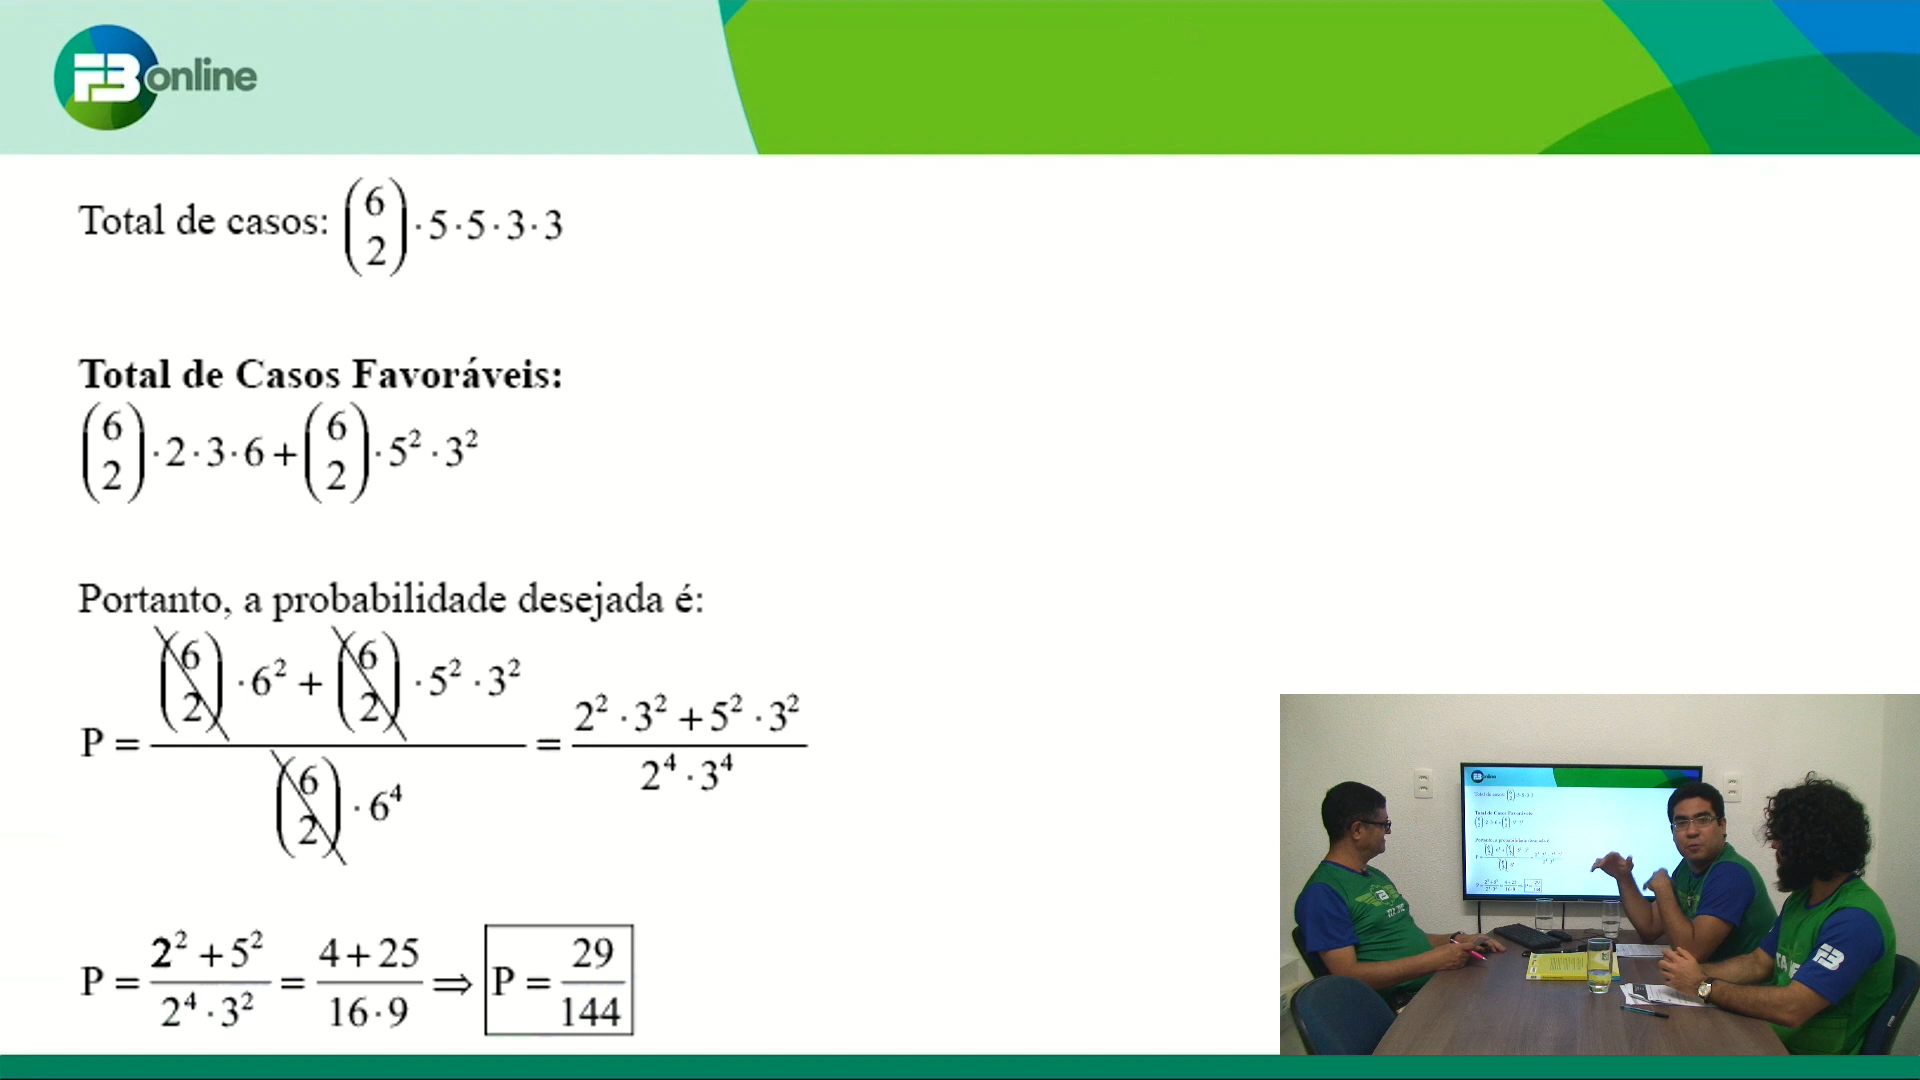 FB online
Total de casos: (6 2) · 5 · 5 · 3 · 3
Total de Casos Favoráveis:
(6 2) · 2 · 3 · 6 + (6 2) · 5² · 3²
Portanto, a probabilidade desejada é:
P = ((6 2) · 6² + (6 2) · 5² · 3²) / ((6 2) · 6⁴) = (2² · 3² + 5² · 3²) / (2⁴ · 3⁴)
P = (2² + 5²) / (2⁴ · 3²) = (4 + 25) / (16 · 9) ⇒ P = 29 / 144